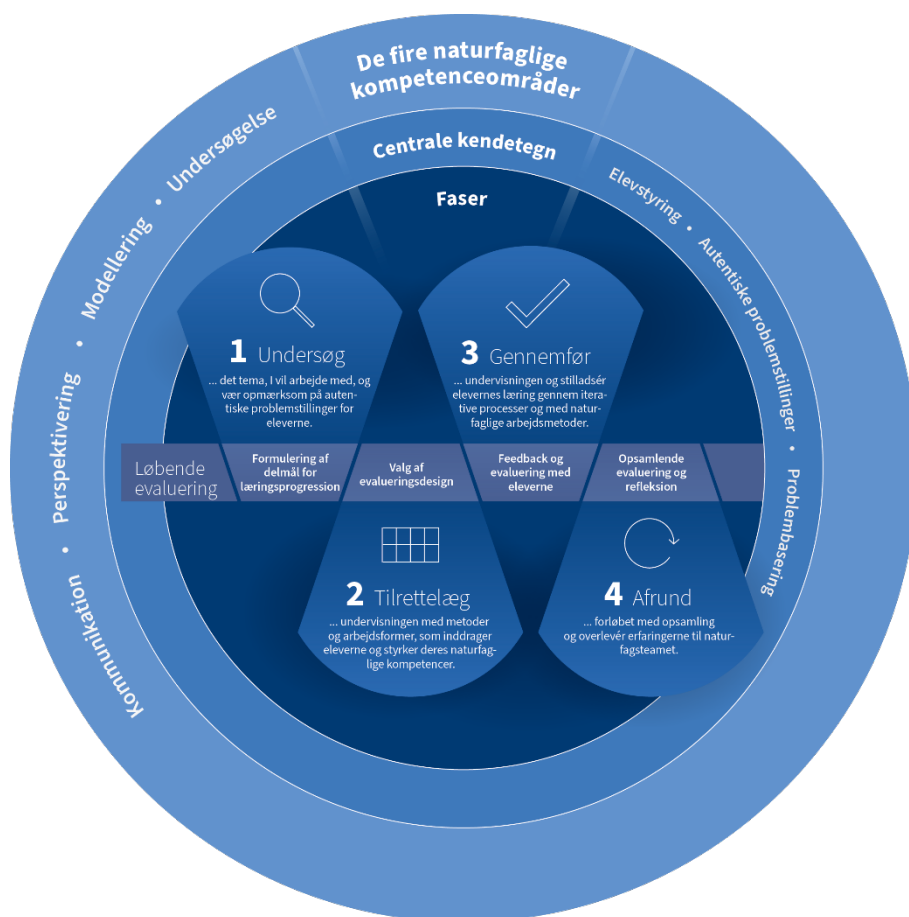 De fire naturfaglige
kompetenceområder
Centrale kendetegn
Faser
Kommunikation • Perspektivering • Modellering • Undersøgelse
Elevstyring • Autentiske problemstillinger • Problembasering
1 Undersøg
... det tema, I vil arbejde med, og
vær opmærksom på auten-
tiske problemstillinger for
eleverne.
3 Gennemfør
... undervisningen og stilladsér
elevernes læring gennem itera-
tive processer og med natur-
faglige arbejdsmetoder.
Løbende
evaluering
Formulering af
delmål for
læringsprogression
Valg af
evalueringsdesign
Feedback og
evaluering med
eleverne
Opsamlende
evaluering og
refleksion
2 Tilrettelæg
... undervisningen med metoder
og arbejdsformer, som inddrager
eleverne og styrker deres naturfag-
lige kompetencer.
4 Afrund
... forløbet med opsamling
og overlevér erfaringerne til natur-
fagsteamet.